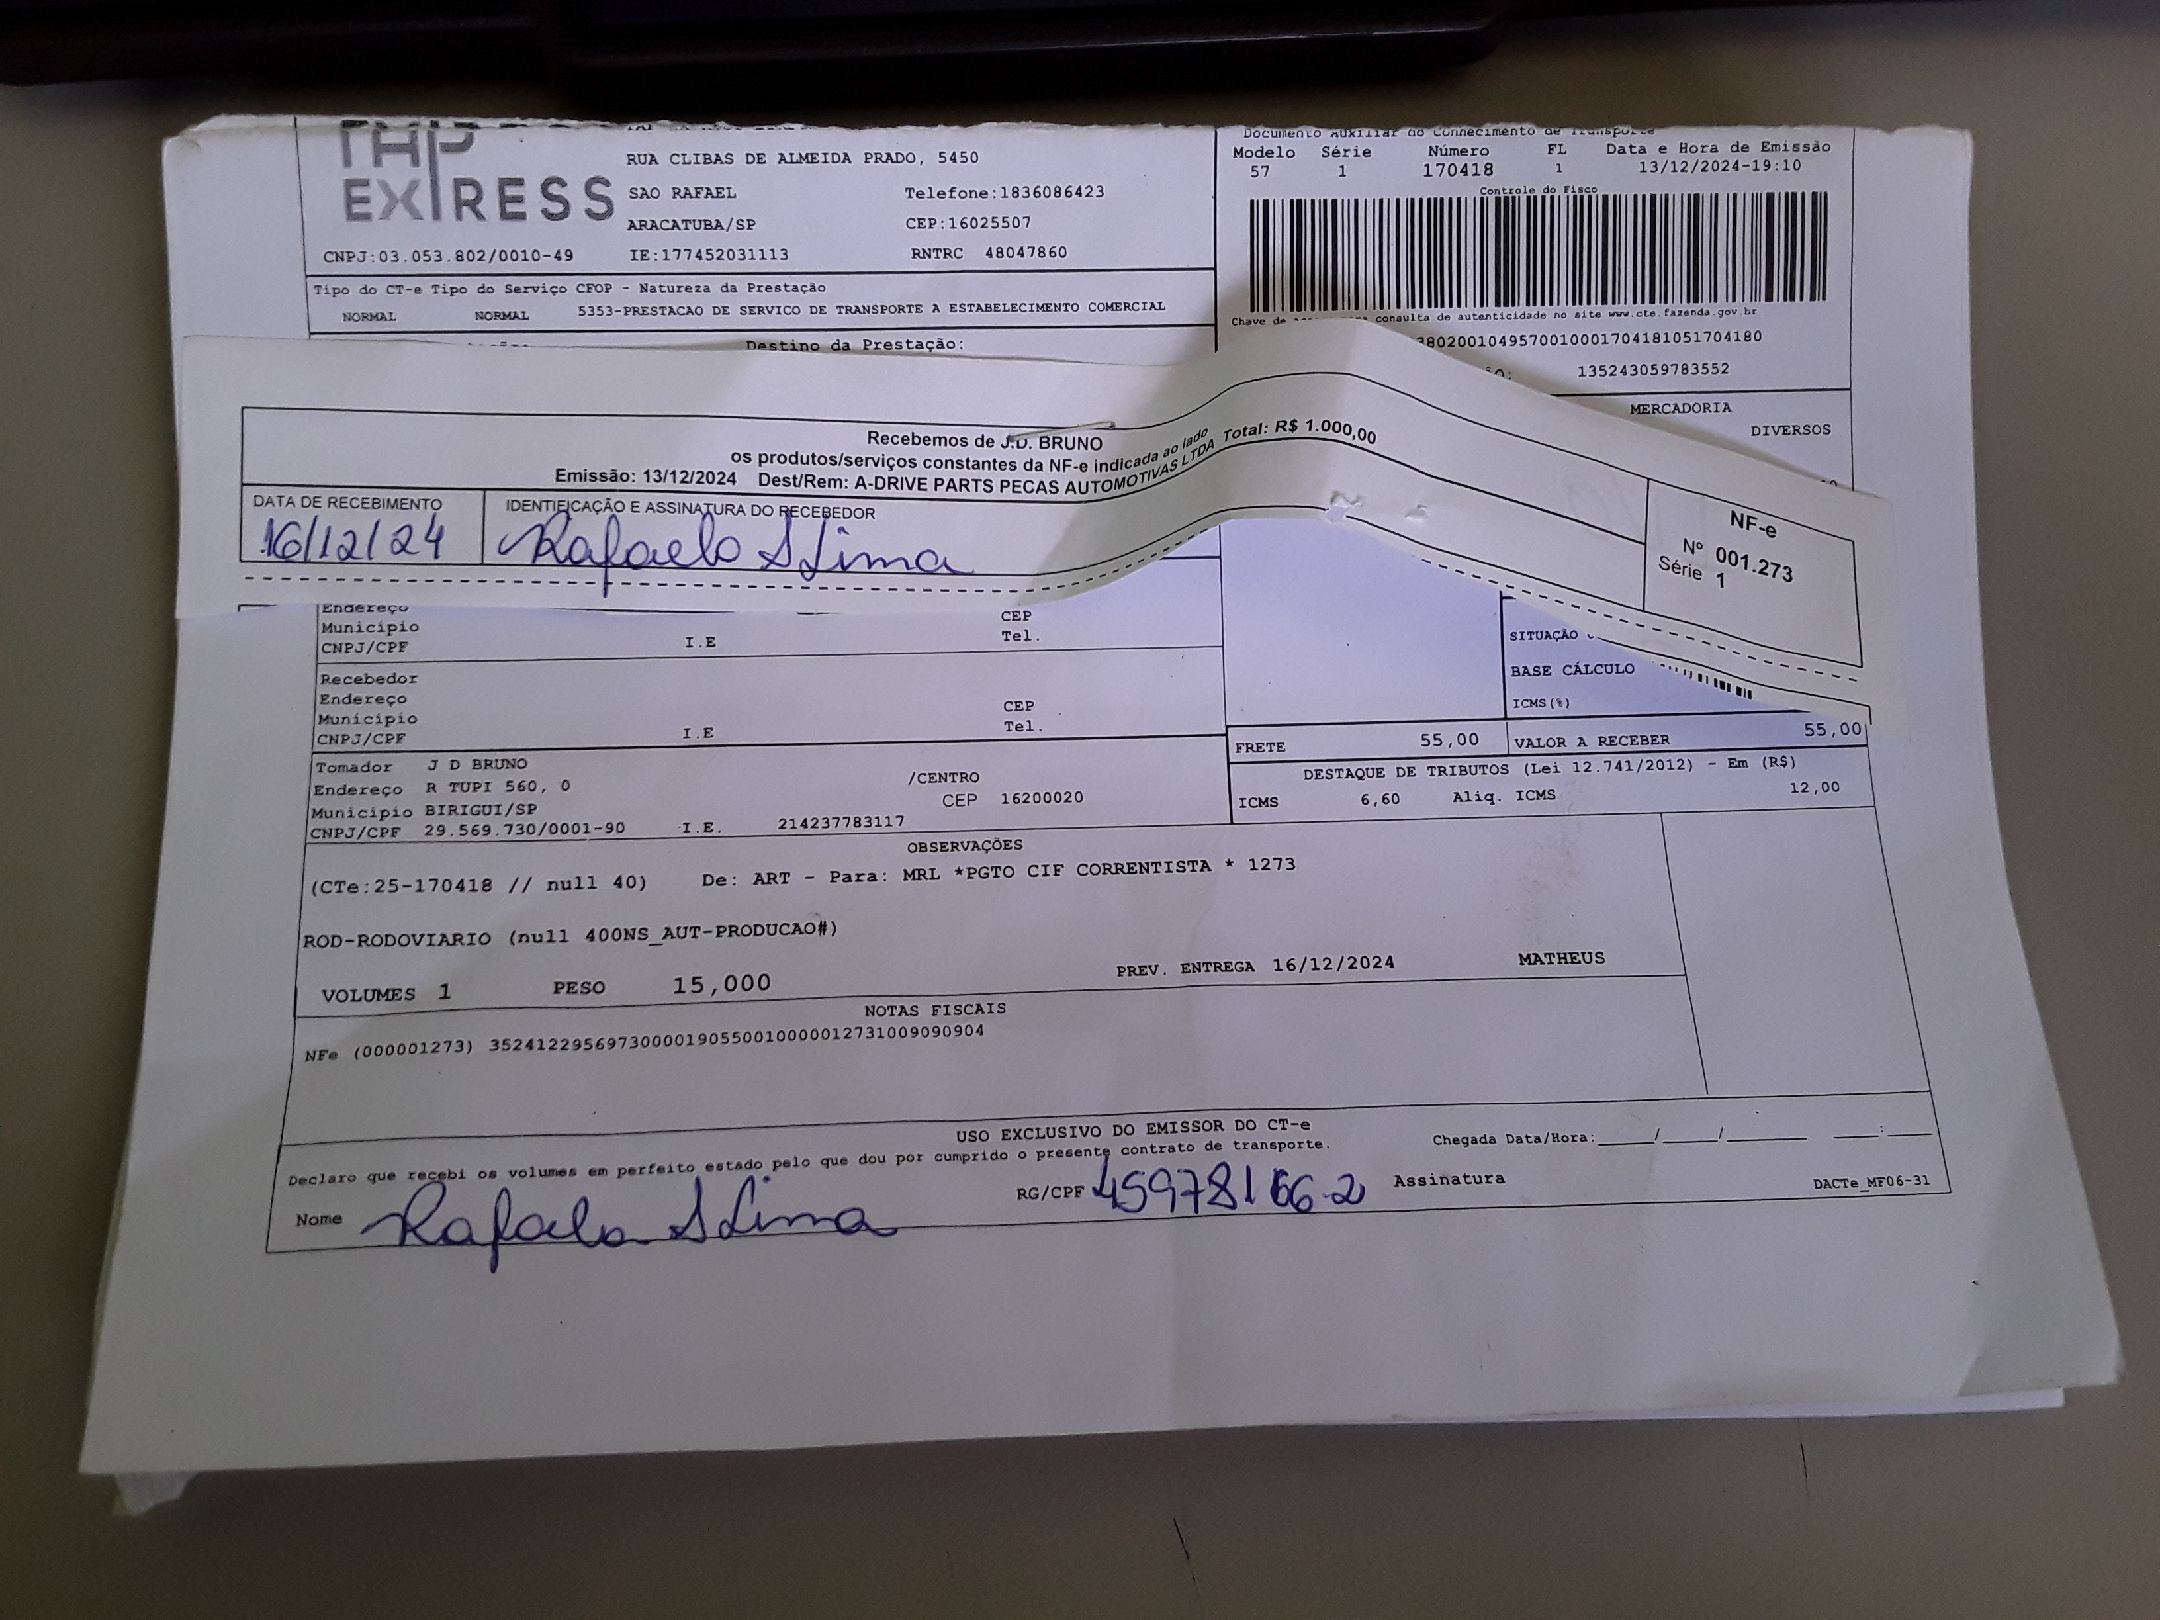 EXPRESS
RUA CLIBAS DE ALMEIDA PRADO, 5450
SAO RAFAEL Telefone:1836086423
ARACATUBA/SP CEP:16025507
CNPJ:03.053.802/0010-49 IE:177452031113 RNTRC 48047860
Documento Auxiliar do Conhecimento de Transporte
Modelo Série Número FL Data e Hora de Emissão
57 1 170418 1 13/12/2024-19:10
Controle do Fisco
Tipo do CT-e Tipo do Serviço CFOP - Natureza da Prestação
NORMAL NORMAL 5353-PRESTACAO DE SERVICO DE TRANSPORTE A ESTABELECIMENTO COMERCIAL
Chave de consulta de autenticidade no site www.cte.fazenda.gov.br
3802001049570010001704181051704180
135243059783552
Destino da Prestação:
MERCADORIA
DIVERSOS
Recebemos de J.D. BRUNO
os produtos/serviços constantes da NF-e indicada ao lado
Emissão: 13/12/2024 Dest/Rem: A-DRIVE PARTS PECAS AUTOMOTIVAS LTDA Total: R$ 1.000,00
DATA DE RECEBIMENTO IDENTIFICAÇÃO E ASSINATURA DO RECEBEDOR
16/12/24 Rafaela S Lima
NF-e
Nº 001.273
Série 1
Endereço CEP
Município Tel.
CNPJ/CPF I.E
Recebedor
Endereço CEP
Município Tel.
CNPJ/CPF I.E
SITUAÇÃO
BASE CÁLCULO
ICMS(%)
FRETE 55,00 VALOR A RECEBER 55,00
DESTAQUE DE TRIBUTOS (Lei 12.741/2012) - Em (R$)
ICMS 6,60 Aliq. ICMS 12,00
Tomador J D BRUNO
Endereço R TUPI 560, 0 /CENTRO
Município BIRIGUI/SP CEP 16200020
CNPJ/CPF 29.569.730/0001-90 I.E. 214237783117
OBSERVAÇÕES
(CTe:25-170418 // null 40) De: ART - Para: MRL *PGTO CIF CORRENTISTA * 1273
ROD-RODOVIARIO (null 400NS_AUT-PRODUCAO#)
VOLUMES 1 PESO 15,000 PREV. ENTREGA 16/12/2024 MATHEUS
NOTAS FISCAIS
NFe (000001273) 35241229569730000190550010000012731009090904
USO EXCLUSIVO DO EMISSOR DO CT-e
Declaro que recebi os volumes em perfeito estado pelo que dou por cumprido o presente contrato de transporte.
Chegada Data/Hora:____/____/______ ___:___
Nome Rafaela S Lima RG/CPF 45978166-2 Assinatura
DACTe_MF06-31